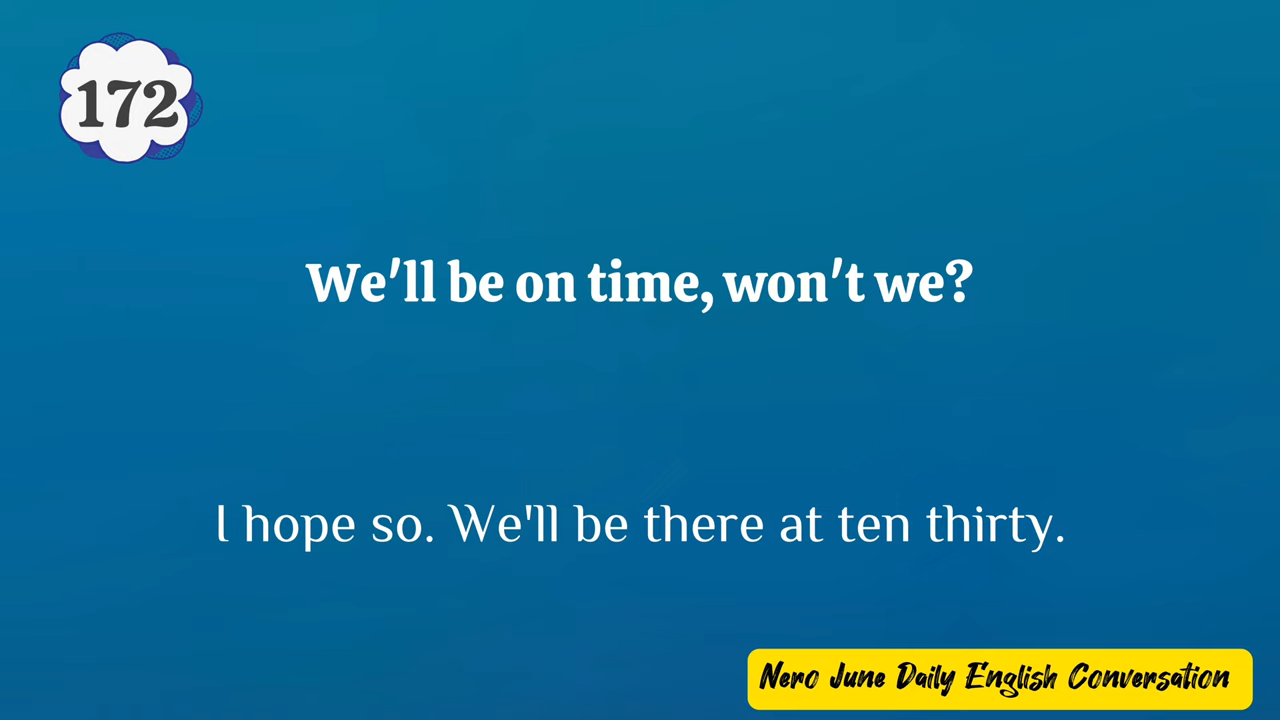 172
We'll be on time, won't we?
I hope so. We'll be there at ten thirty.
Nero June Daily English Conversation